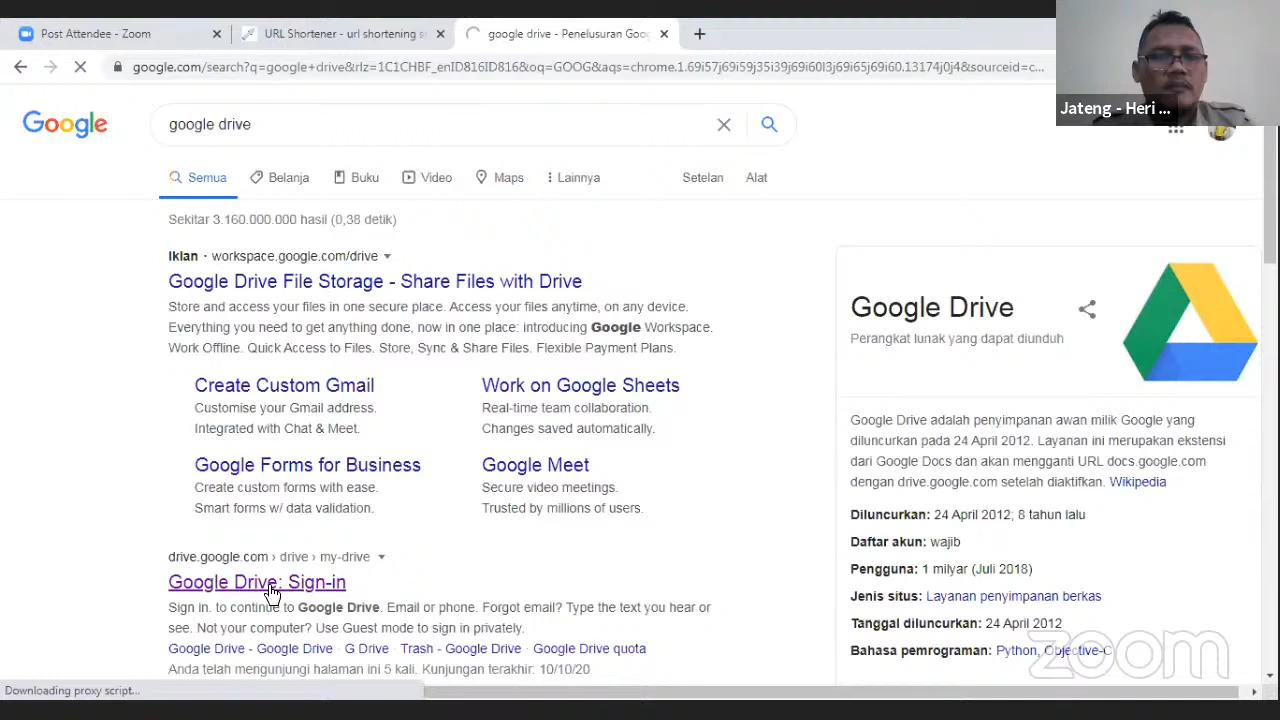 Post Attendee - Zoom
URL Shortener - url shortening s
google drive - Penelusuran Goo
google.com/search?q=google+drive&rlz=1C1CHBF_enID816ID816&oq=GOOG&aqs=chrome.1.69i57j69i59j35i39j69i60l3j69i65j69i60.13174j0j4&sourceid=c...
Jateng - Heri ...
Google
google drive
Semua
Belanja
Buku
Video
Maps
Lainnya
Setelan
Alat
Sekitar 3.160.000.000 hasil (0,38 detik)
Iklan · workspace.google.com/drive
Google Drive File Storage - Share Files with Drive
Store and access your files in one secure place. Access your files anytime, on any device.
Everything you need to get anything done, now in one place: introducing Google Workspace.
Work Offline. Quick Access to Files. Store, Sync & Share Files. Flexible Payment Plans.
Create Custom Gmail
Customise your Gmail address.
Integrated with Chat & Meet.
Work on Google Sheets
Real-time team collaboration.
Changes saved automatically.
Google Forms for Business
Create custom forms with ease.
Smart forms w/ data validation.
Google Meet
Secure video meetings.
Trusted by millions of users.
drive.google.com › drive › my-drive
Google Drive: Sign-in
Sign in. to continue to Google Drive. Email or phone. Forgot email? Type the text you hear or
see. Not your computer? Use Guest mode to sign in privately.
Google Drive - Google Drive · G Drive · Trash - Google Drive · Google Drive quota
Anda telah mengunjungi halaman ini 5 kali. Kunjungan terakhir: 10/10/20
Google Drive
Perangkat lunak yang dapat diunduh
Google Drive adalah penyimpanan awan milik Google yang
diluncurkan pada 24 April 2012. Layanan ini merupakan ekstensi
dari Google Docs dan akan mengganti URL docs.google.com
dengan drive.google.com setelah diaktifkan. Wikipedia
Diluncurkan: 24 April 2012; 8 tahun lalu
Daftar akun: wajib
Pengguna: 1 milyar (Juli 2018)
Jenis situs: Layanan penyimpanan berkas
Tanggal diluncurkan: 24 April 2012
Bahasa pemrograman: Python, Objective-C
zoom
Downloading proxy script...